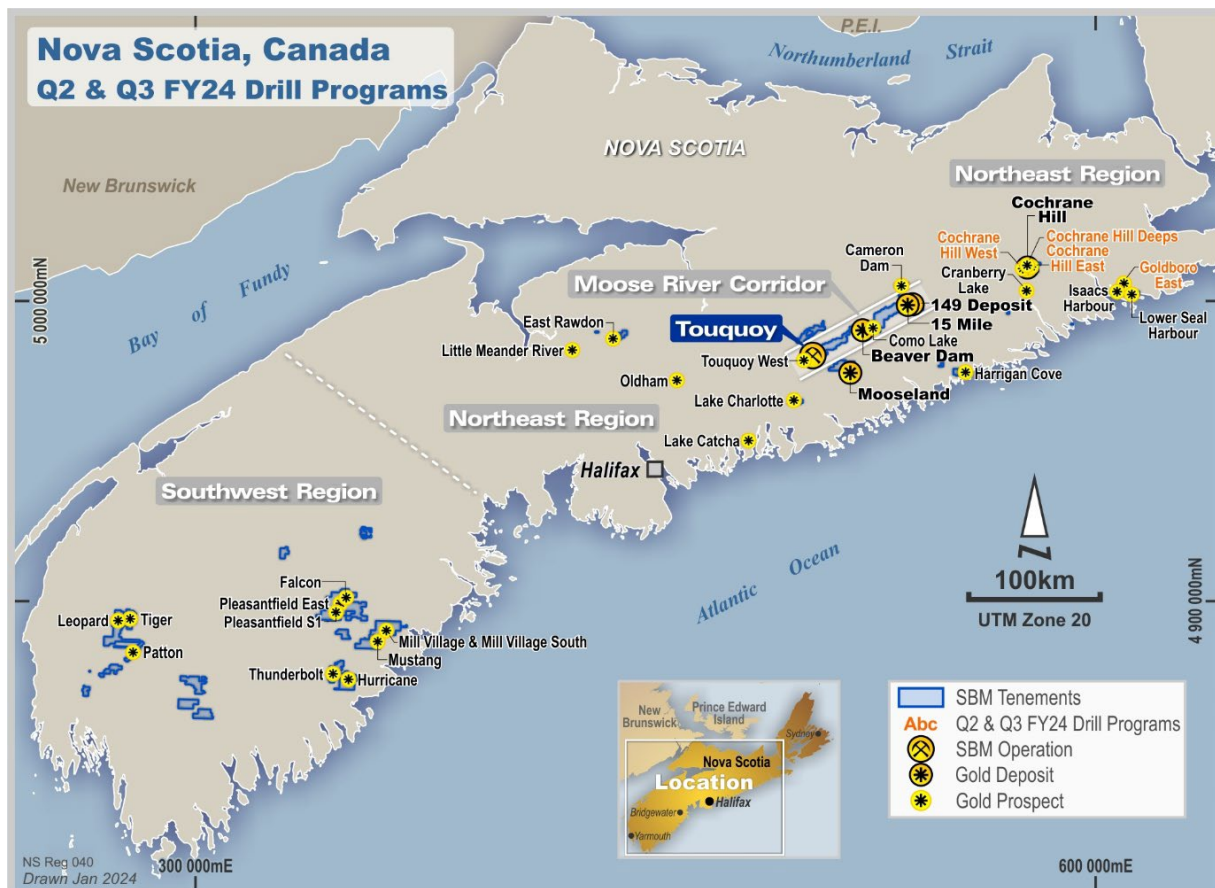 Nova Scotia, Canada
Q2 & Q3 FY24 Drill Programs
P.E.I.
Northumberland Strait
NOVA SCOTIA
New Brunswick
Northeast Region
Cochrane
Hill
Cochrane
Hill West
Cochrane Hill Deeps
Cochrane
Hill East
Goldboro
East
Cameron
Dam
Cranberry
Lake
Isaacs
Harbour
Lower Seal
Harbour
Moose River Corridor
149 Deposit
15 Mile
Bay of Fundy
5 000 000mN
East Rawdon
Touquoy
Como Lake
Little Meander River
Touquoy West
Beaver Dam
Oldham
Harrigan Cove
Mooseland
Lake Charlotte
Northeast Region
Lake Catcha
Halifax
Southwest Region
Atlantic Ocean
100km
UTM Zone 20
4 900 000mN
Falcon
Pleasantfield East
Pleasantfield S1
Leopard
Tiger
Mill Village & Mill Village South
Patton
Mustang
Thunderbolt
Hurricane
New
Brunswick
Prince Edward
Island
Sydney
Nova Scotia
Location
Halifax
Bridgewater
Yarmouth
SBM Tenements
Abc Q2 & Q3 FY24 Drill Programs
SBM Operation
Gold Deposit
Gold Prospect
NS Reg 040
Drawn Jan 2024
300 000mE
600 000mE